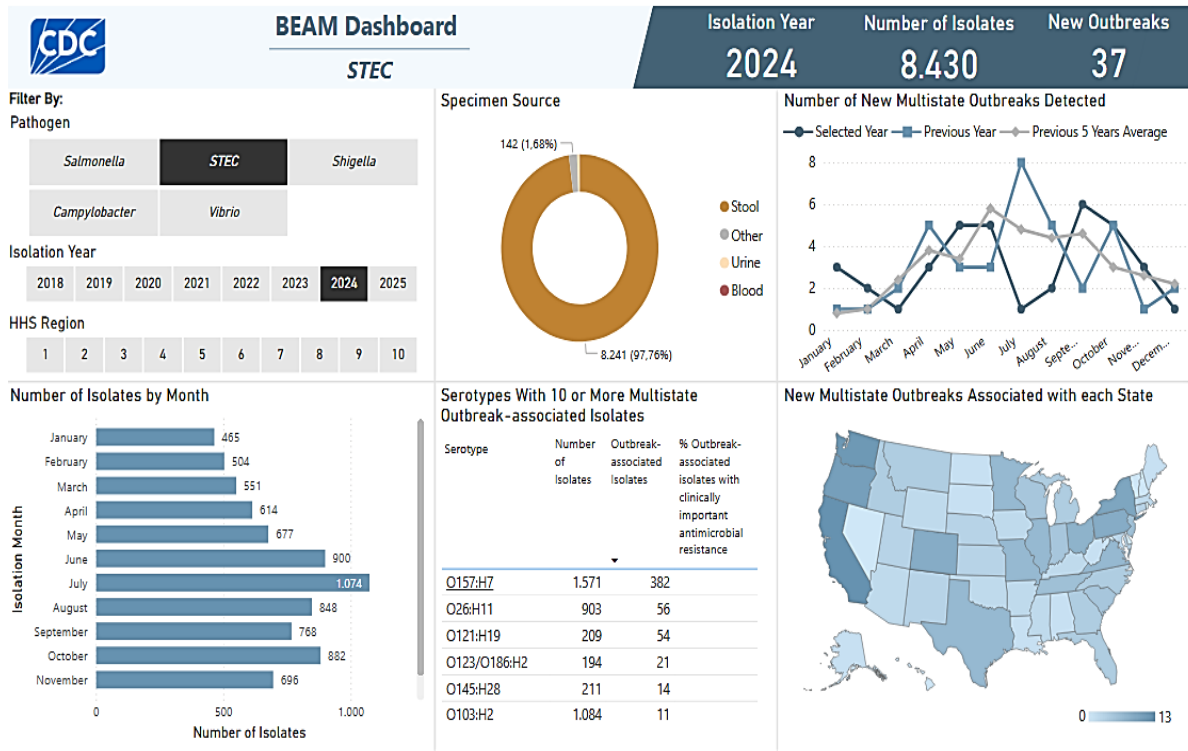 CDC
BEAM Dashboard
STEC
Isolation Year
2024
Number of Isolates
8.430
New Outbreaks
37
Filter By:
Pathogen
Salmonella
STEC
Shigella
Campylobacter
Vibrio
Isolation Year
2018 2019 2020 2021 2022 2023 2024 2025
HHS Region
1 2 3 4 5 6 7 8 9 10
Specimen Source
142 (1,68%)
8.241 (97,76%)
Stool
Other
Urine
Blood
Number of New Multistate Outbreaks Detected
Selected Year Previous Year Previous 5 Years Average
8
6
4
2
0
January February March April May June July August Septe... October Nove... Decem...
Number of Isolates by Month
Isolation Month
January 465
February 504
March 551
April 614
May 677
June 900
July 1.074
August 848
September 768
October 882
November 696
0 500 1.000
Number of Isolates
Serotypes With 10 or More Multistate
Outbreak-associated Isolates
Serotype
Number
of
Isolates
Outbreak-
associated
Isolates
% Outbreak-
associated
isolates with
clinically
important
antimicrobial
resistance
O157:H7 1.571 382
O26:H11 903 56
O121:H19 209 54
O123/O186:H2 194 21
O145:H28 211 14
O103:H2 1.084 11
New Multistate Outbreaks Associated with each State
0 13